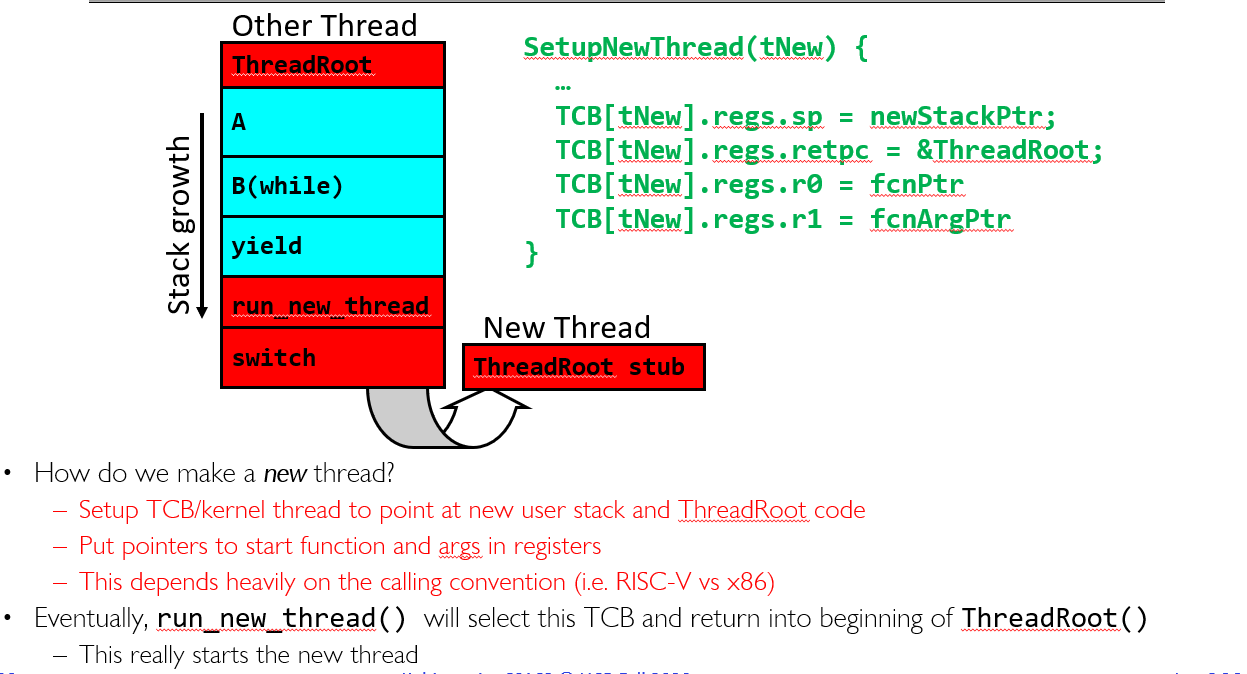 Other Thread
ThreadRoot
A
B(while)
yield
run_new_thread
switch
Stack growth
SetupNewThread(tNew) {
…
TCB[tNew].regs.sp = newStackPtr;
TCB[tNew].regs.retpc = &ThreadRoot;
TCB[tNew].regs.r0 = fcnPtr
TCB[tNew].regs.r1 = fcnArgPtr
}
New Thread
ThreadRoot stub
• How do we make a new thread?
– Setup TCB/kernel thread to point at new user stack and ThreadRoot code
– Put pointers to start function and args in registers
– This depends heavily on the calling convention (i.e. RISC-V vs x86)
• Eventually, run_new_thread() will select this TCB and return into beginning of ThreadRoot()
– This really starts the new thread